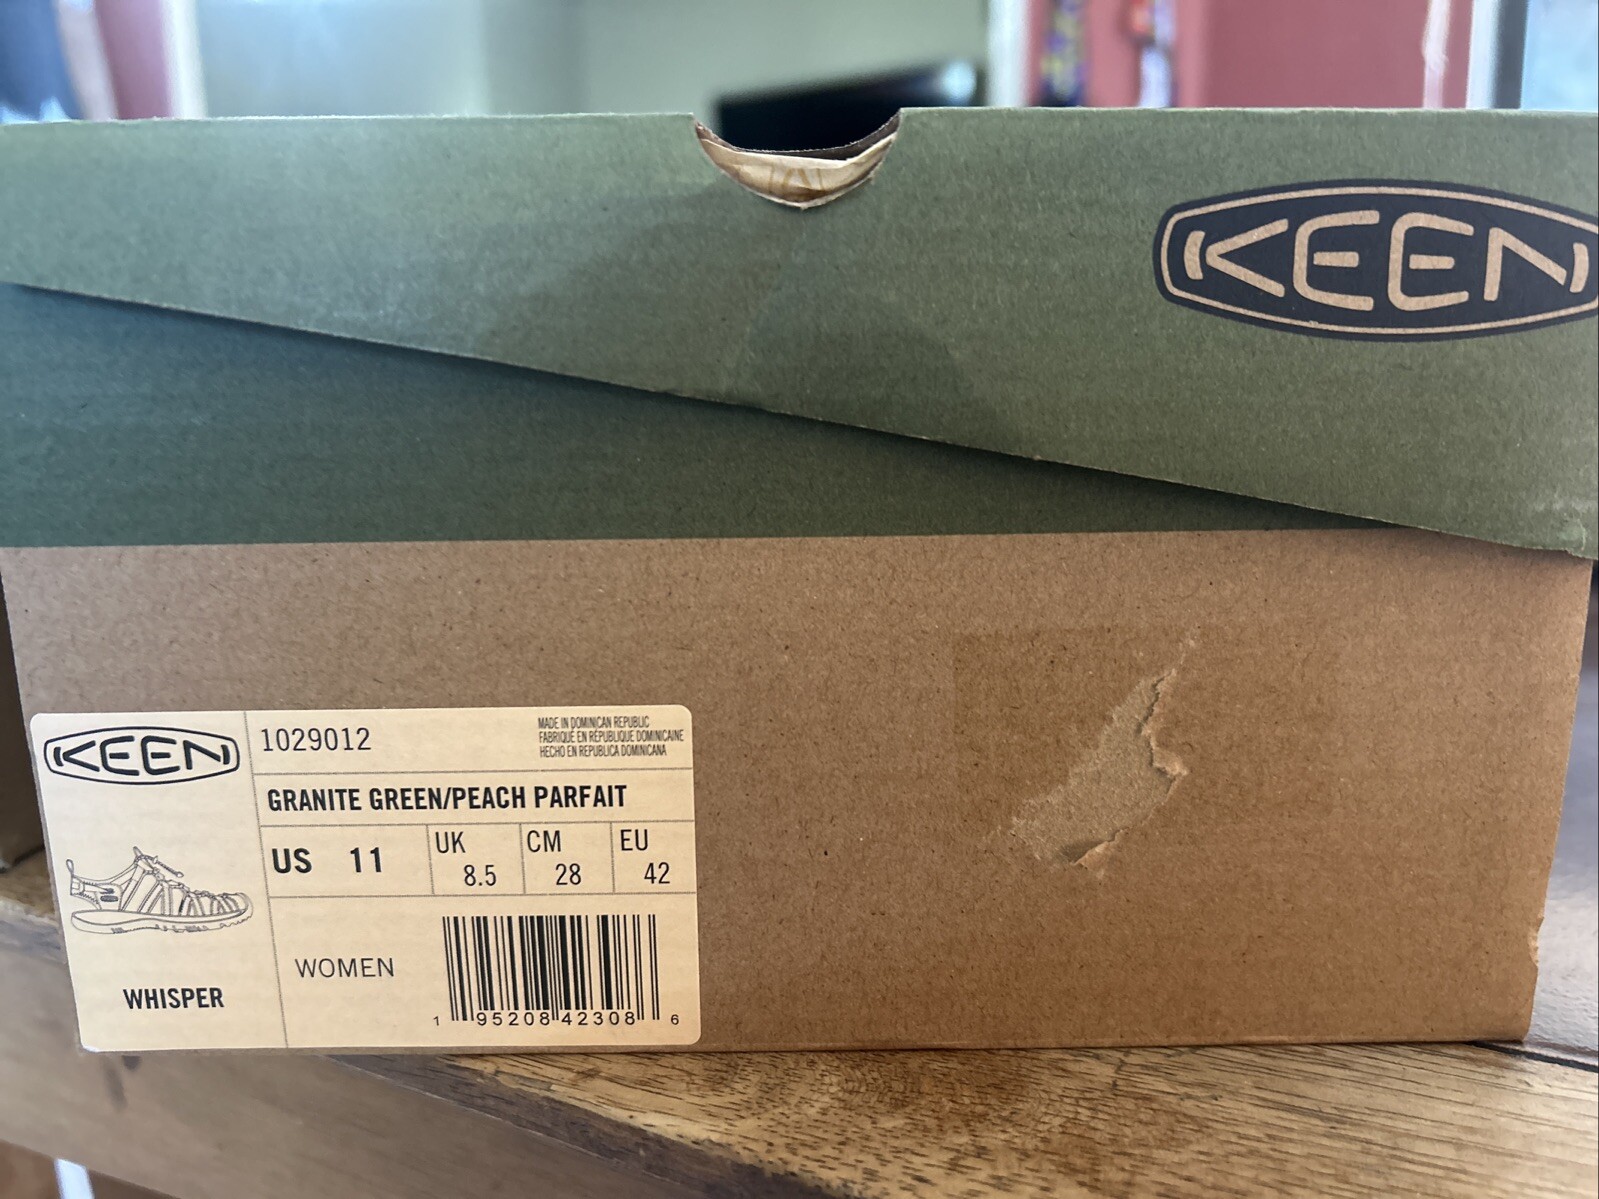 KEEN
KEEN
1029012
MADE IN DOMINICAN REPUBLIC
FABRIQUÉ EN RÉPUBLIQUE DOMINICAINE
HECHO EN REPUBLICA DOMINICANA
GRANITE GREEN/PEACH PARFAIT
US 11
UK 8.5
CM 28
EU 42
WOMEN
WHISPER
1 95208 42308 6